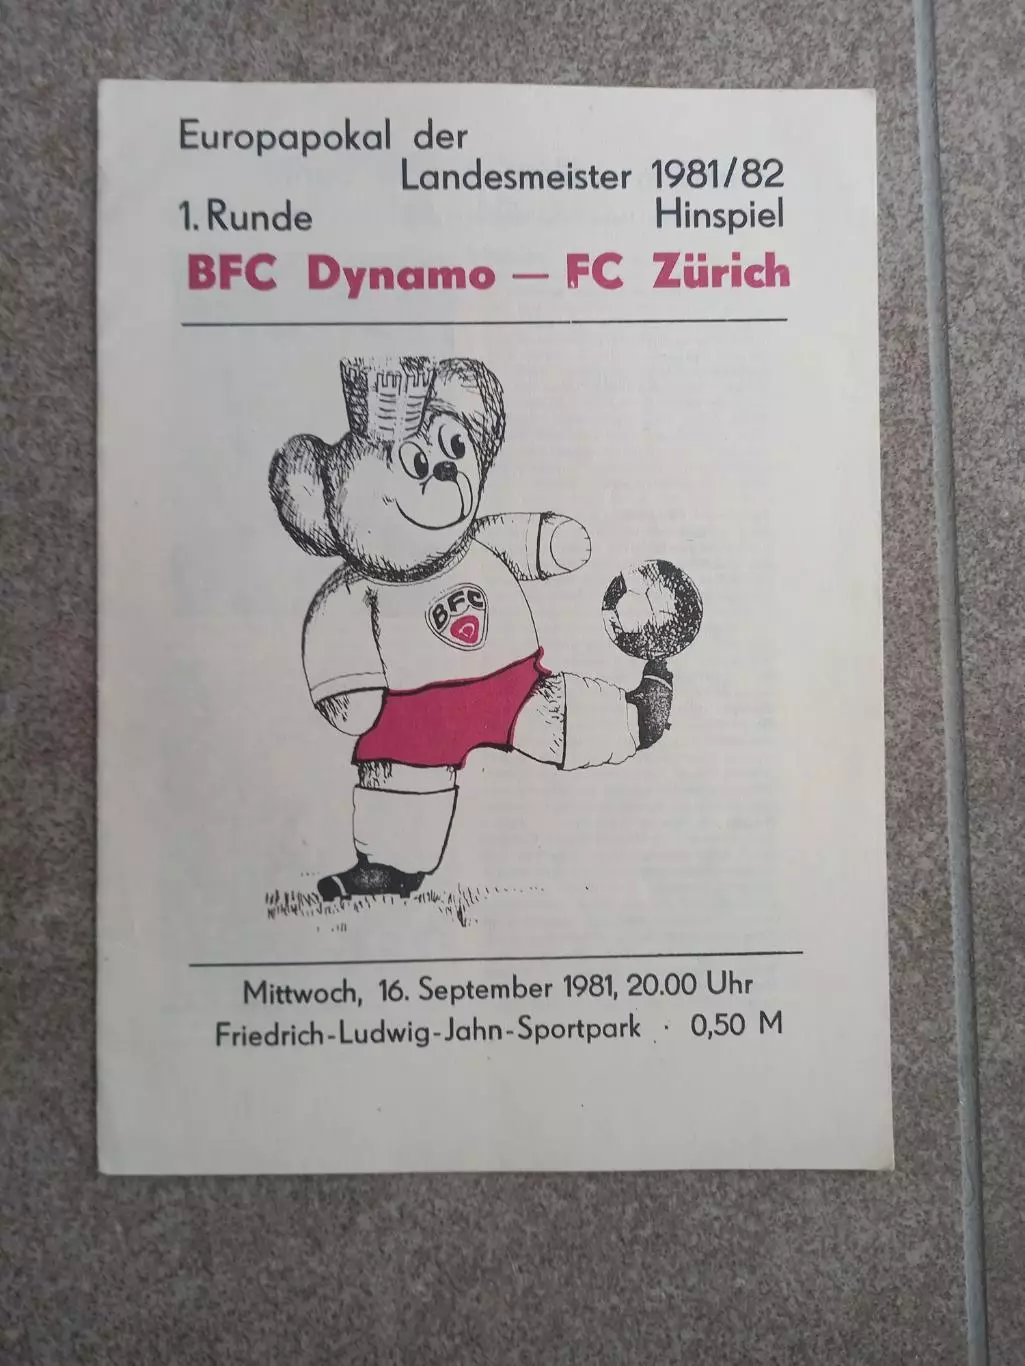 Europapokal der
Landesmeister 1981/82
1. Runde Hinspiel
BFC Dynamo — FC Zürich
BFC
D
Mittwoch, 16. September 1981, 20.00 Uhr
Friedrich-Ludwig-Jahn-Sportpark · 0,50 M